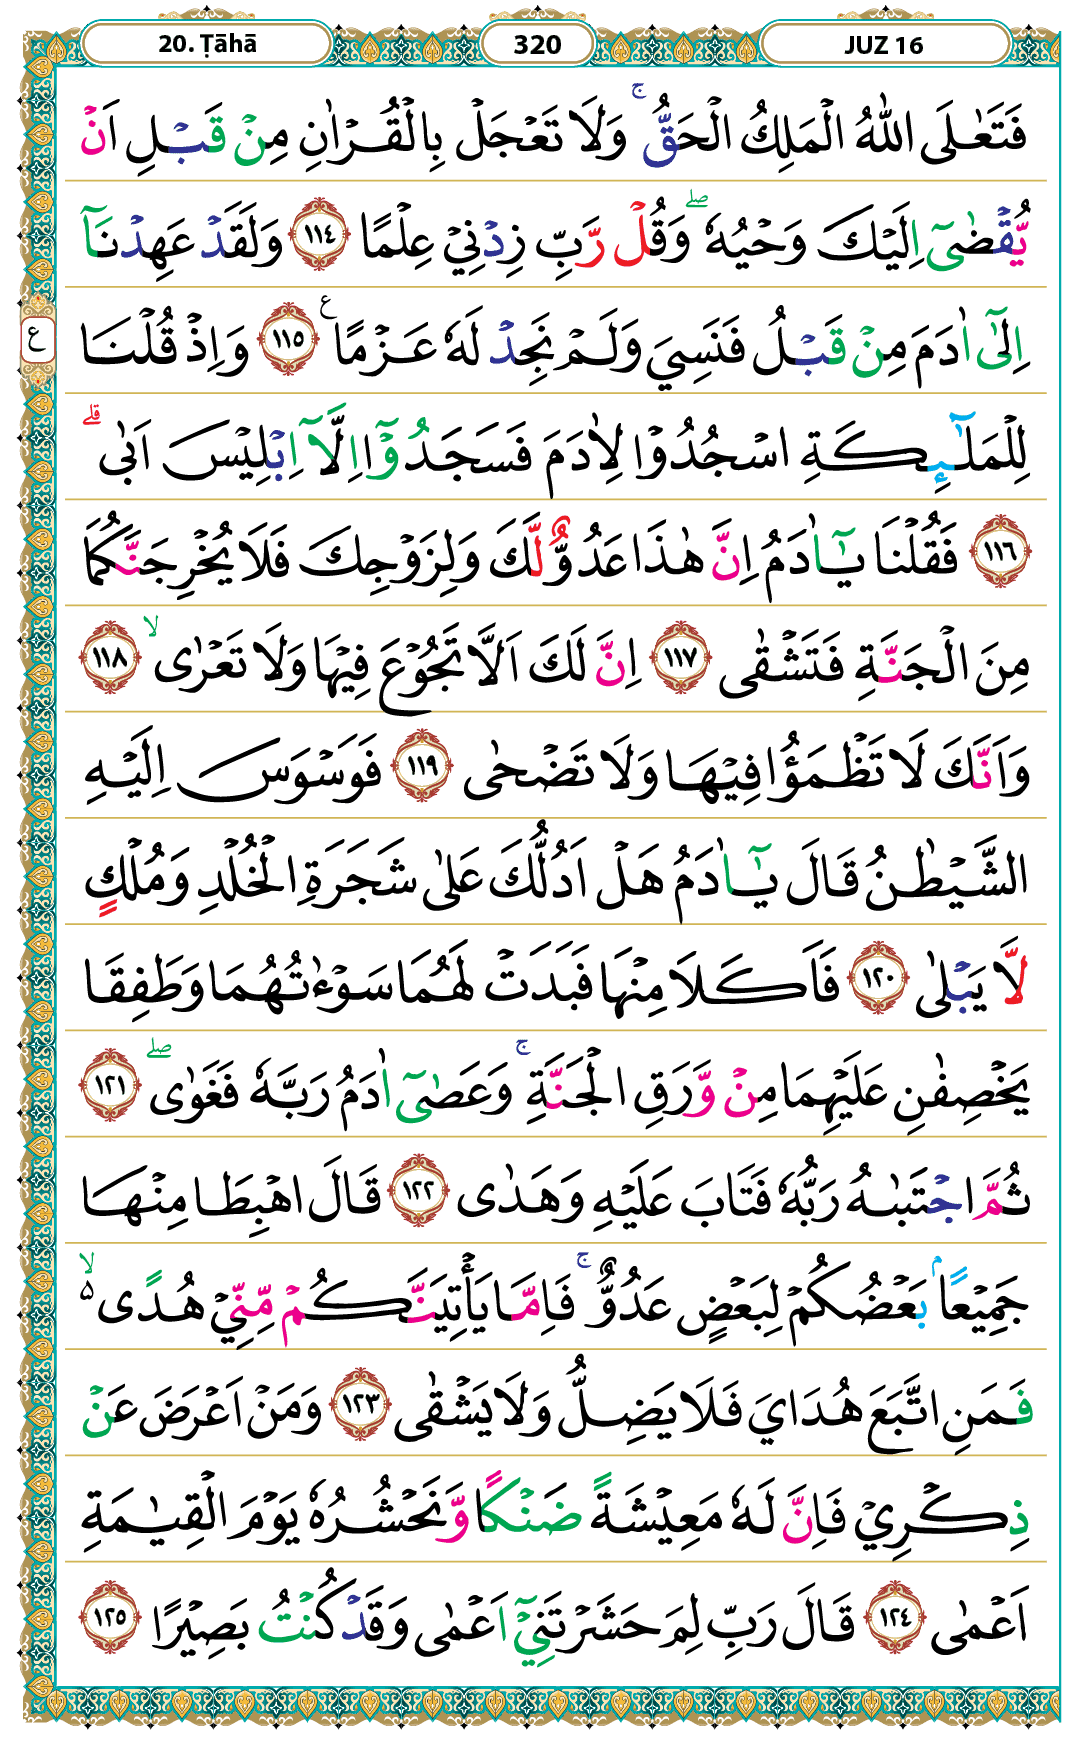 20. Ṭāhā
320
JUZ 16
فَتَعٰلَى اللّٰهُ الْمَلِكُ الْحَقُّ ۚ وَلَا تَعْجَلْ بِالْقُرْاٰنِ مِنْ قَبْلِ اَنْ
يُّقْضٰىٓ اِلَيْكَ وَحْيُهٗ ۖ وَقُلْ رَّبِّ زِدْنِيْ عِلْمًا ١١٤ وَلَقَدْ عَهِدْنَآ
اِلٰٓى اٰدَمَ مِنْ قَبْلُ فَنَسِيَ وَلَمْ نَجِدْ لَهٗ عَزْمًا ع ١١٥ وَاِذْ قُلْنَا
ع
لِلْمَلٰۤىِٕكَةِ اسْجُدُوْا لِاٰدَمَ فَسَجَدُوْٓا اِلَّآ اِبْلِيْسَ اَبٰى ۗ
١١٦ فَقُلْنَا يٰٓاٰدَمُ اِنَّ هٰذَا عَدُوٌّ لَّكَ وَلِزَوْجِكَ فَلَا يُخْرِجَنَّكُمَا
مِنَ الْجَنَّةِ فَتَشْقٰى ١١٧ اِنَّ لَكَ اَلَّا تَجُوْعَ فِيْهَا وَلَا تَعْرٰى ۙ ١١٨
وَاَنَّكَ لَا تَظْمَؤُا فِيْهَا وَلَا تَضْحٰى ١١٩ فَوَسْوَسَ اِلَيْهِ
الشَّيْطٰنُ قَالَ يٰٓاٰدَمُ هَلْ اَدُلُّكَ عَلٰى شَجَرَةِ الْخُلْدِ وَمُلْكٍ
لَّا يَبْلٰى ١٢٠ فَاَكَلَا مِنْهَا فَبَدَتْ لَهُمَا سَوْءٰتُهُمَا وَطَفِقَا
يَخْصِفٰنِ عَلَيْهِمَا مِنْ وَّرَقِ الْجَنَّةِ ۚ وَعَصٰىٓ اٰدَمُ رَبَّهٗ فَغَوٰى ۖ ١٢١
ثُمَّ اجْتَبٰىهُ رَبُّهٗ فَتَابَ عَلَيْهِ وَهَدٰى ١٢٢ قَالَ اهْبِطَا مِنْهَا
جَمِيْعًاۢ بَعْضُكُمْ لِبَعْضٍ عَدُوٌّ ۚ فَاِمَّا يَأْتِيَنَّكُمْ مِّنِّيْ هُدًى ۙ۵
فَمَنِ اتَّبَعَ هُدَايَ فَلَا يَضِلُّ وَلَا يَشْقٰى ١٢٣ وَمَنْ اَعْرَضَ عَنْ
ذِكْرِيْ فَاِنَّ لَهٗ مَعِيْشَةً ضَنْكًا وَّنَحْشُرُهٗ يَوْمَ الْقِيٰمَةِ
اَعْمٰى ١٢٤ قَالَ رَبِّ لِمَ حَشَرْتَنِيْٓ اَعْمٰى وَقَدْ كُنْتُ بَصِيْرًا ١٢٥